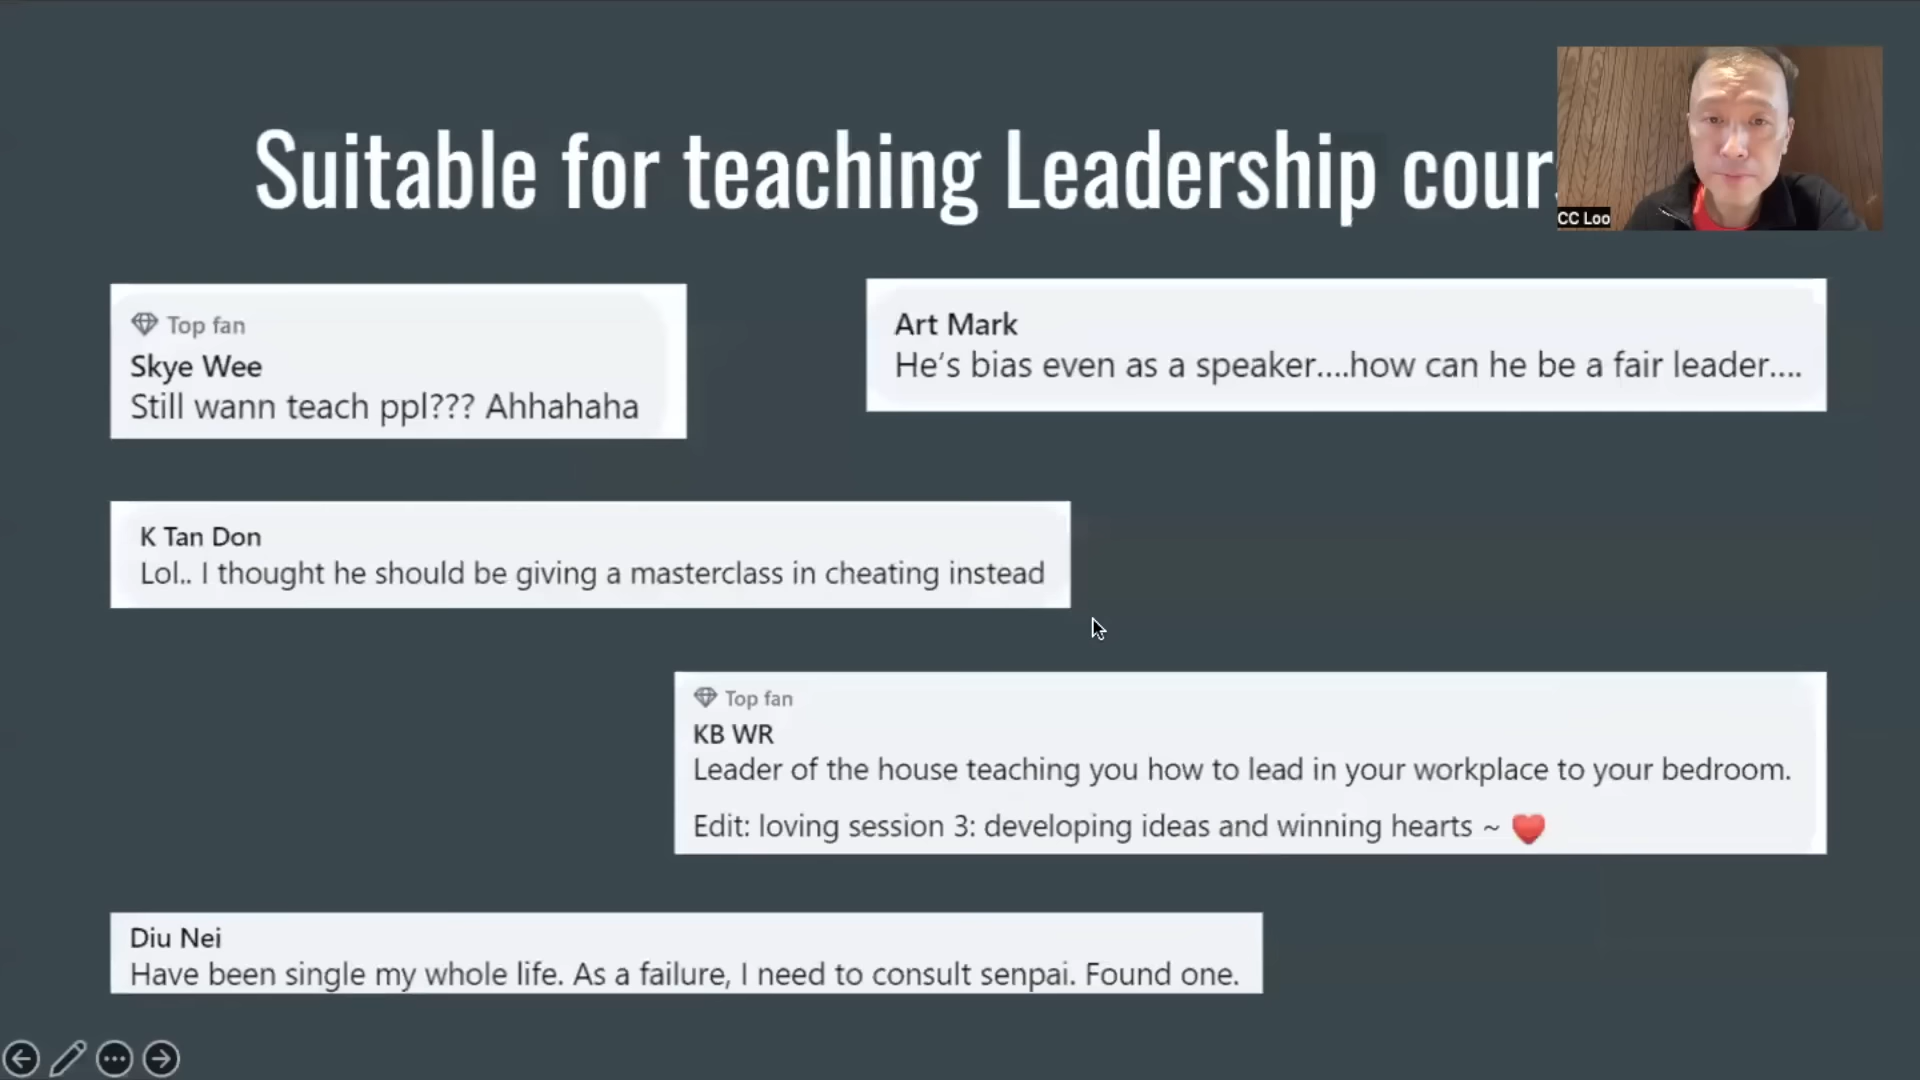 Suitable for teaching Leadership cour
CC Loo
Top fan
Skye Wee
Still wann teach ppl??? Ahhahaha
Art Mark
He's bias even as a speaker....how can he be a fair leader....
K Tan Don
Lol.. I thought he should be giving a masterclass in cheating instead
Top fan
KB WR
Leader of the house teaching you how to lead in your workplace to your bedroom.
Edit: loving session 3: developing ideas and winning hearts ~ ❤️
Diu Nei
Have been single my whole life. As a failure, I need to consult senpai. Found one.